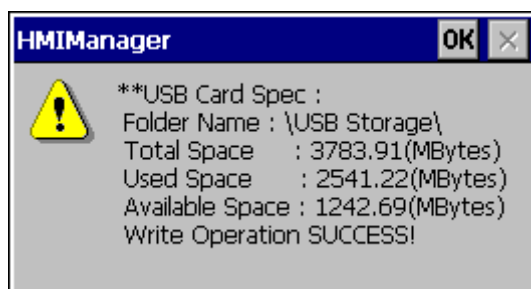 HMIManager OK ×
**USB Card Spec :
Folder Name : \USB Storage\
Total Space : 3783.91(MBytes)
Used Space : 2541.22(MBytes)
Available Space : 1242.69(MBytes)
Write Operation SUCCESS!